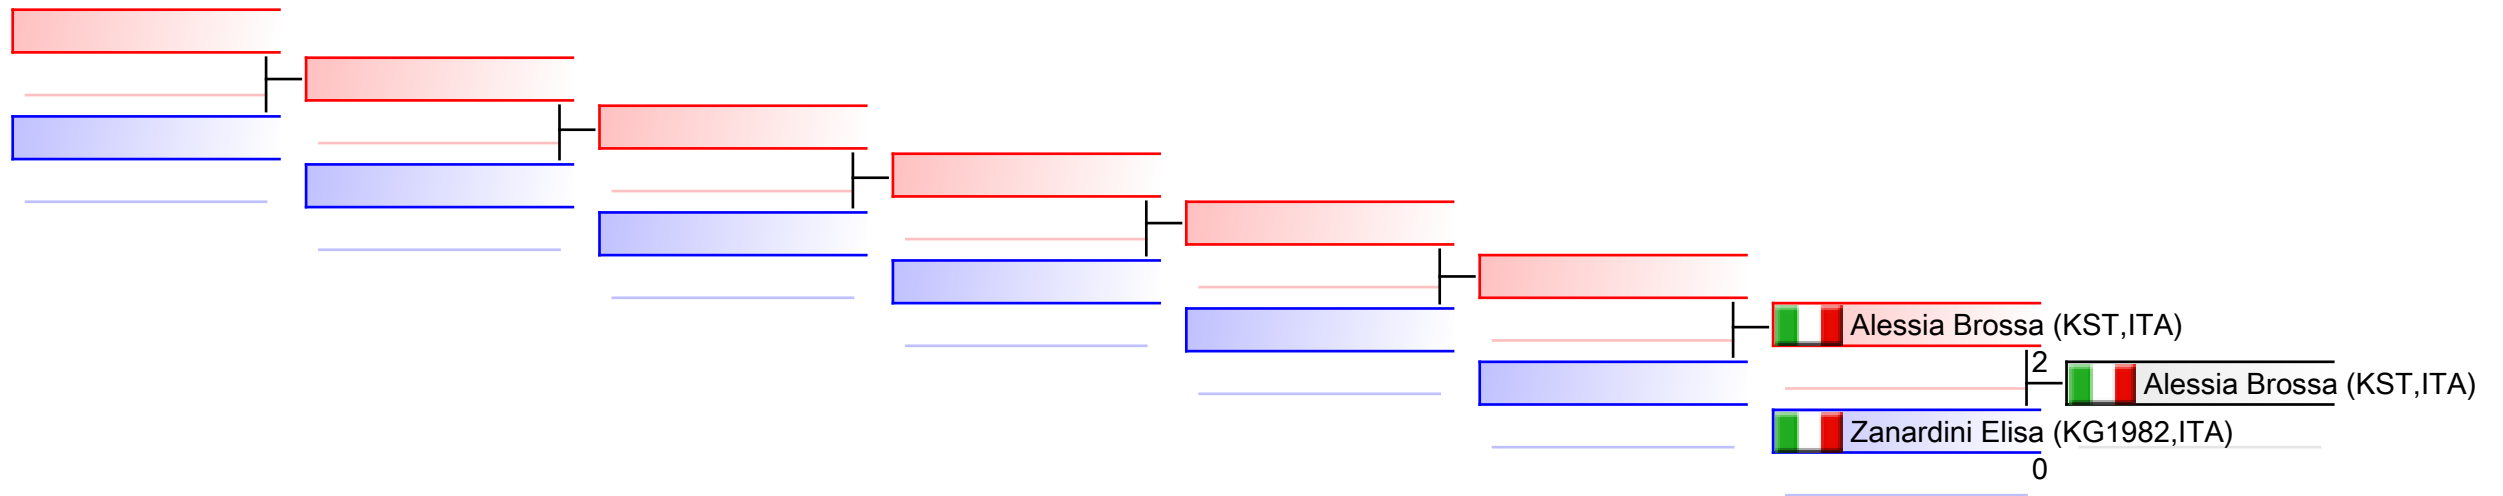 Alessia Brossa (KST,ITA)
2
Alessia Brossa (KST,ITA)
Zanardini Elisa (KG1982,ITA)
0